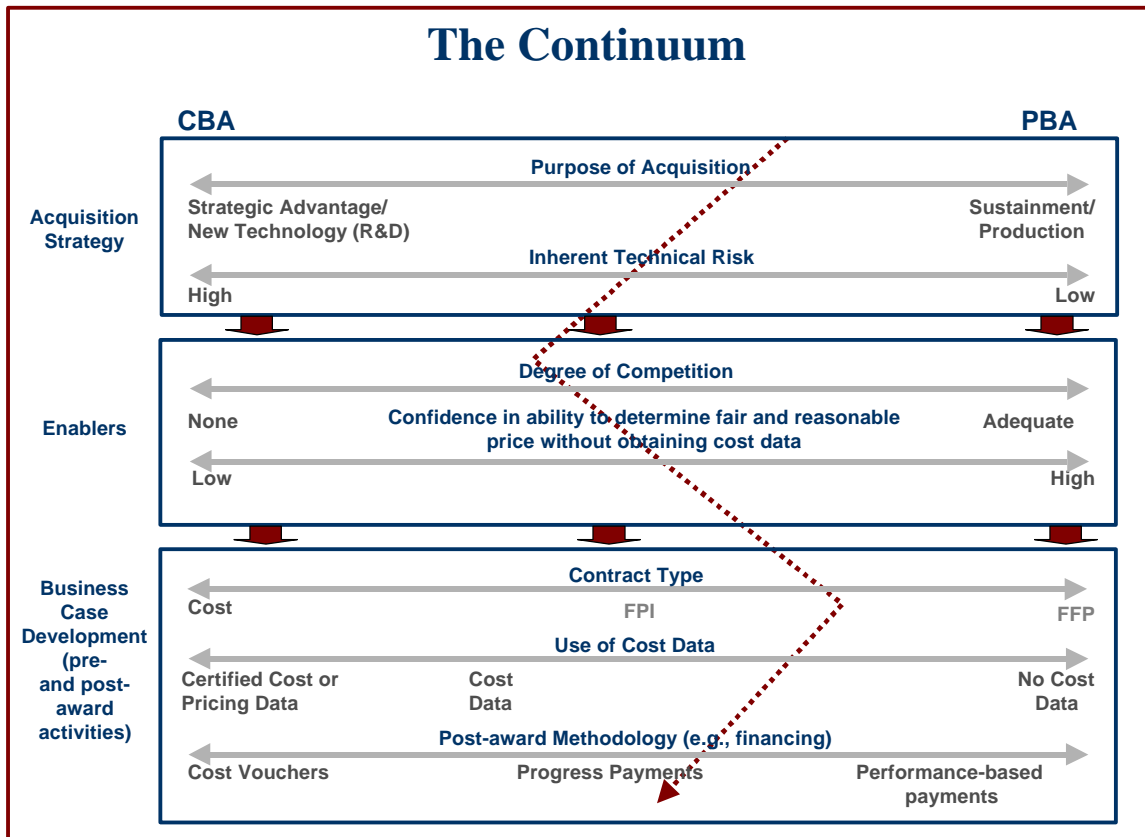 The Continuum
CBA
PBA
Acquisition
Strategy
Purpose of Acquisition
Strategic Advantage/
New Technology (R&D)
Sustainment/
Production
Inherent Technical Risk
High
Low
Enablers
Degree of Competition
None
Adequate
Confidence in ability to determine fair and reasonable
price without obtaining cost data
Low
High
Business
Case
Development
(pre-
and post-
award
activities)
Contract Type
Cost
FPI
FFP
Use of Cost Data
Certified Cost or
Pricing Data
Cost
Data
No Cost
Data
Post-award Methodology (e.g., financing)
Cost Vouchers
Progress Payments
Performance-based
payments